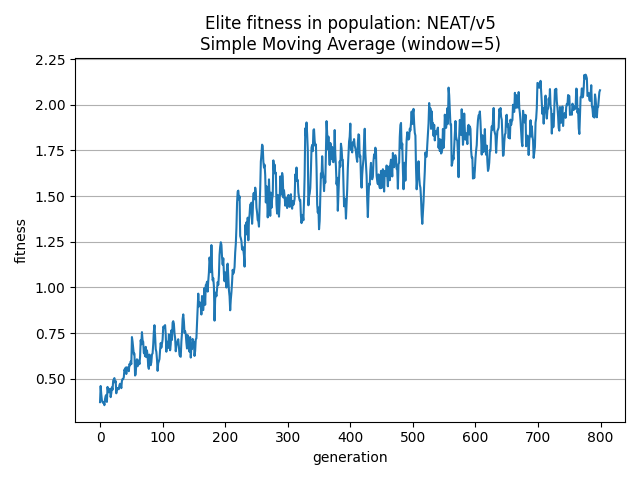 Elite fitness in population: NEAT/v5
Simple Moving Average (window=5)
2.25
2.00
1.75
1.50
1.25
1.00
0.75
0.50
fitness
0 100 200 300 400 500 600 700 800
generation